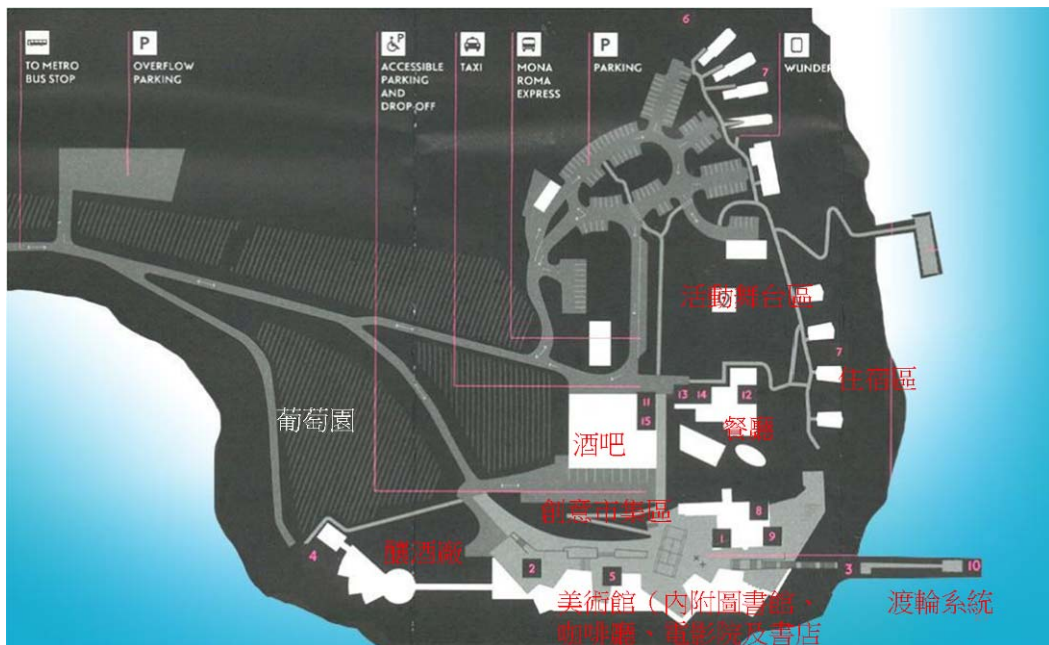 6
TO METRO
BUS STOP
P
OVERFLOW
PARKING
P
ACCESSIBLE
PARKING
AND
DROP-OFF
TAXI
MONA
ROMA
EXPRESS
P
PARKING
7
WUNDER
活動舞台區
7
住宿區
11
13 14
12
15
葡萄園
酒吧
餐廳
創意市集區
8
1
9
4
釀酒廠
2
5
3
10
美術館（內附圖書館、
咖啡廳、電影院及書店
渡輪系統